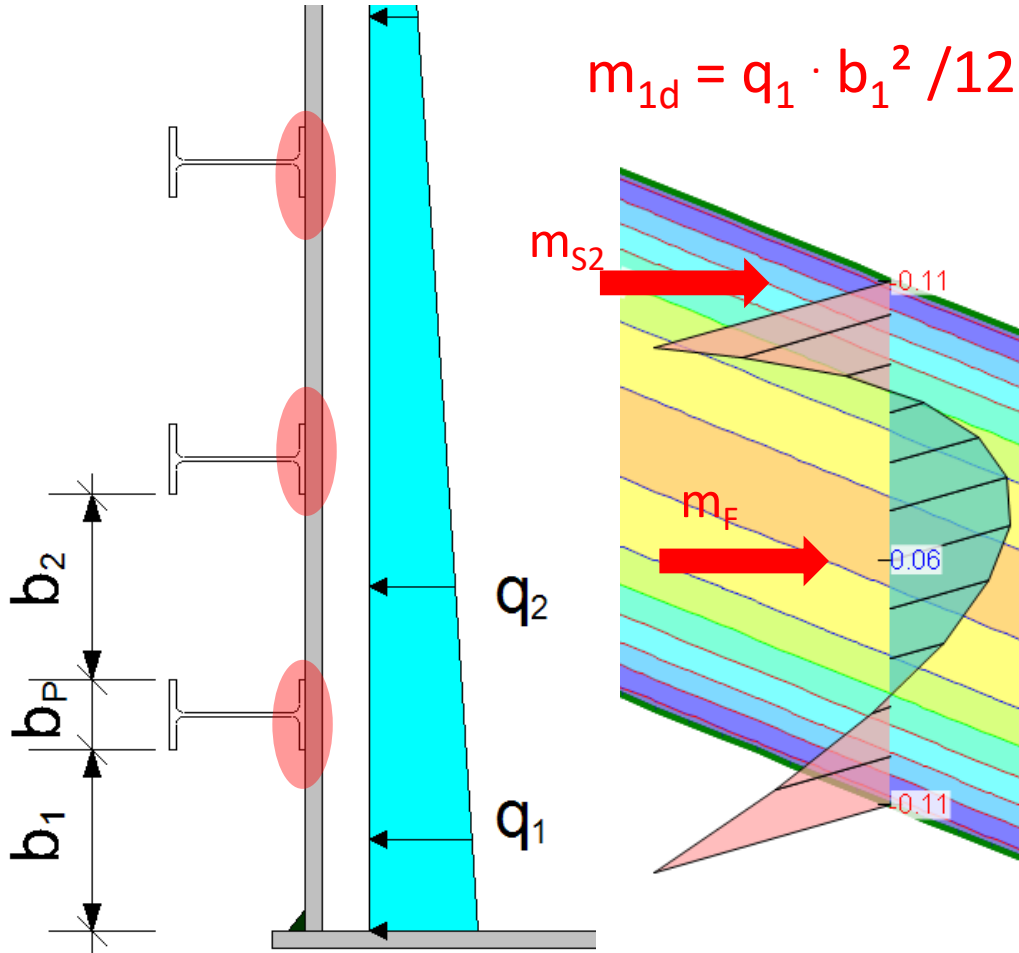 m1d = q1 · b1² /12
mS2
-0.11
mF
0.06
-0.11
b2
bP
b1
q2
q1